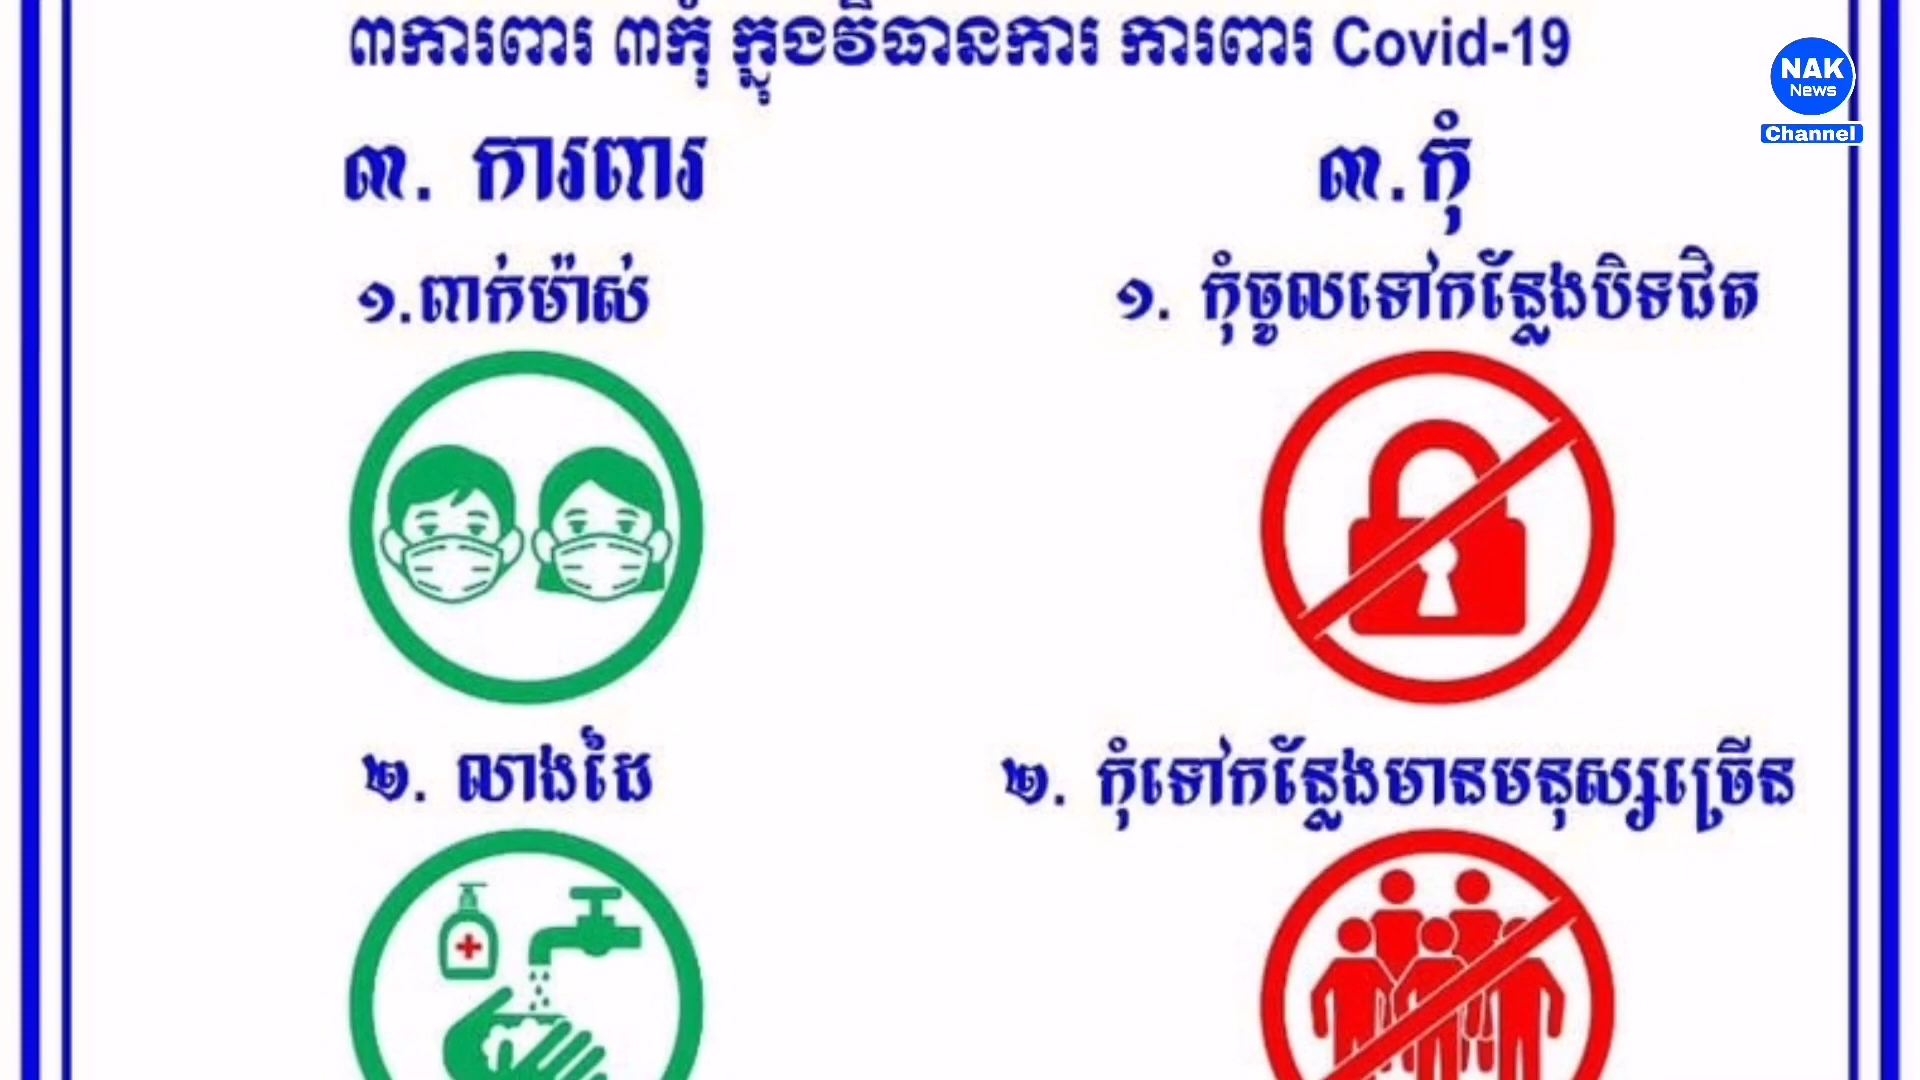 ៣ការពារ ៣កុំ ក្នុងវិធានការ ការពារ Covid-19
NAK
News
Channel
៣. ការពារ
៣.កុំ
១.ពាក់ម៉ាស់
១. កុំចូលទៅកន្លែងបិទជិត
២. លាងដៃ
២. កុំទៅកន្លែងមានមនុស្សច្រើន